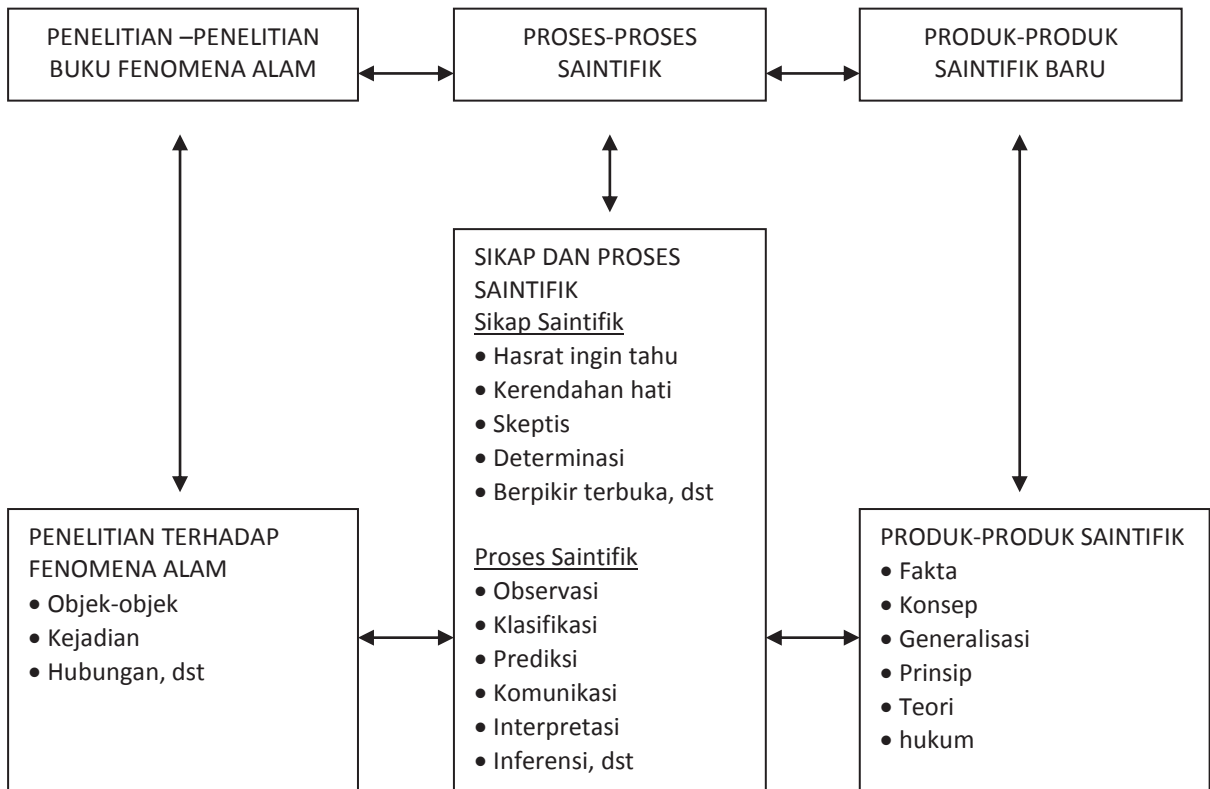 PENELITIAN –PENELITIAN
BUKU FENOMENA ALAM
PROSES-PROSES
SAINTIFIK
PRODUK-PRODUK
SAINTIFIK BARU
PENELITIAN TERHADAP
FENOMENA ALAM
• Objek-objek
• Kejadian
• Hubungan, dst
SIKAP DAN PROSES
SAINTIFIK
Sikap Saintifik
• Hasrat ingin tahu
• Kerendahan hati
• Skeptis
• Determinasi
• Berpikir terbuka, dst
Proses Saintifik
• Observasi
• Klasifikasi
• Prediksi
• Komunikasi
• Interpretasi
• Inferensi, dst
PRODUK-PRODUK SAINTIFIK
• Fakta
• Konsep
• Generalisasi
• Prinsip
• Teori
• hukum